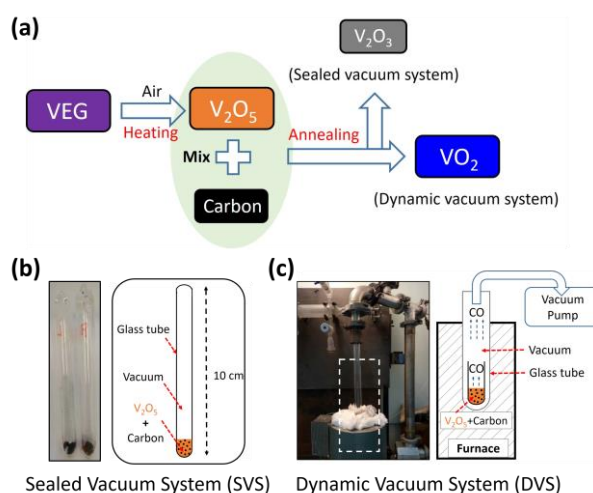 (a)
V₂O₃
(Sealed vacuum system)
VEG
Air
Heating
V₂O₅
Mix
Carbon
Annealing
VO₂
(Dynamic vacuum system)
(b)
Glass tube
Vacuum
V₂O₅
+
Carbon
10 cm
Sealed Vacuum System (SVS)
(c)
CO
Vacuum
Pump
Vacuum
CO
Glass tube
V₂O₅+Carbon
Furnace
Dynamic Vacuum System (DVS)